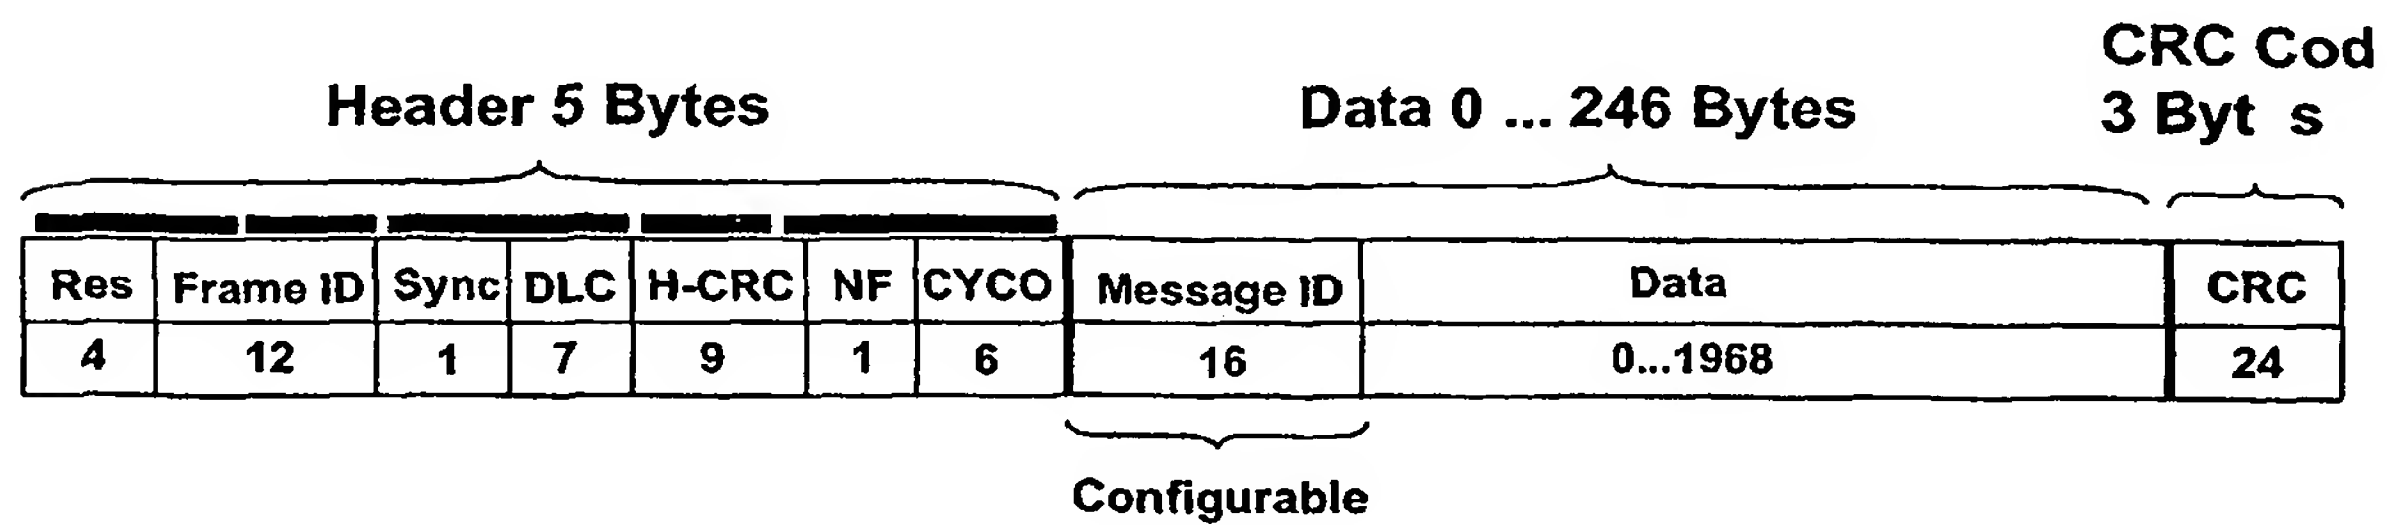 CRC Cod
Header 5 Bytes Data 0 ... 246 Bytes 3 Byt s
Res Frame ID Sync DLC H-CRC NF CYCO Message ID Data CRC
4 12 1 7 9 1 6 16 0...1968 24
Configurable